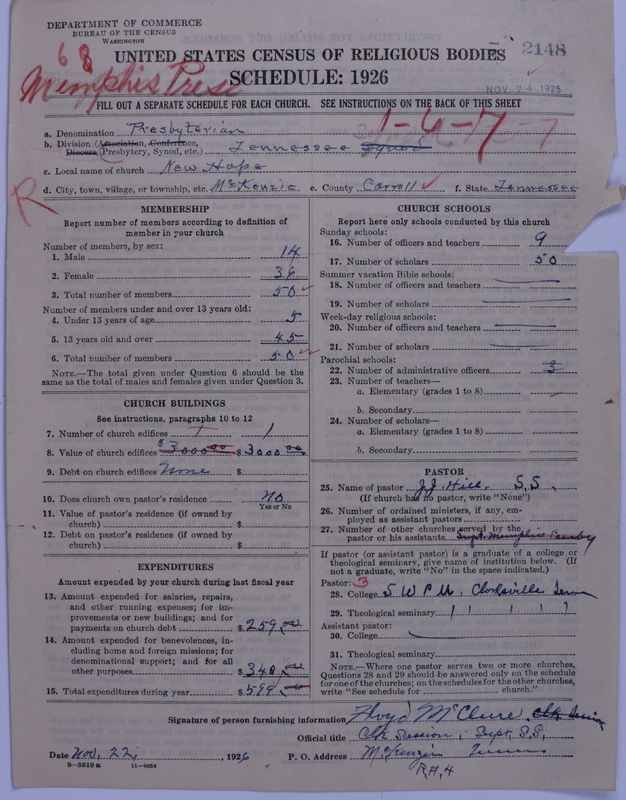 DEPARTMENT OF COMMERCE
BUREAU OF THE CENSUS
WASHINGTON
68
2148
UNITED STATES CENSUS OF RELIGIOUS BODIES
Memphis Pres
SCHEDULE: 1926
NOV 24 1926
FILL OUT A SEPARATE SCHEDULE FOR EACH CHURCH. SEE INSTRUCTIONS ON THE BACK OF THIS SHEET
1-6-17-7
a. Denomination Presbyterian
b. Division (Association, Conference, Diocese, Presbytery, Synod, etc.) Tennessee Synod
c. Local name of church New Hope
R
d. City, town, village, or township, etc. McKenzie e. County Carroll f. State Tennessee
MEMBERSHIP
Report number of members according to definition of
member in your church
Number of members, by sex:
1. Male 14
2. Female 36
3. Total number of members 50
Number of members under and over 13 years old:
4. Under 13 years of age 5
5. 13 years old and over 45
6. Total number of members 50
NOTE.—The total given under Question 6 should be
same as the total of males and females given under Question 3.
CHURCH BUILDINGS
See instructions, paragraphs 10 to 12
7. Number of church edifices 1 1
8. Value of church edifices $3000 00 $ 3000 00
9. Debt on church edifices None $
10. Does church own pastor's residence No
Yes or No
11. Value of pastor's residence (if owned by
church) $
12. Debt on pastor's residence (if owned by
church) $
EXPENDITURES
Amount expended by your church during last fiscal year
13. Amount expended for salaries, repairs,
and other running expenses; for im-
provements or new buildings; and for
payments on church debt $ 259.00
14. Amount expended for benevolences, in-
cluding home and foreign missions; for
denominational support; and for all
other purposes $ 340.00
15. Total expenditures during year $ 599.00
CHURCH SCHOOLS
Report here only schools conducted by this church
Sunday schools:
16. Number of officers and teachers 9
17. Number of scholars 50
Summer vacation Bible schools:
18. Number of officers and teachers
19. Number of scholars
Week-day religious schools:
20. Number of officers and teachers
21. Number of scholars
Parochial schools:
22. Number of administrative officers 3
23. Number of teachers—
a. Elementary (grades 1 to 8)
b. Secondary
24. Number of scholars—
a. Elementary (grades 1 to 8)
b. Secondary
PASTOR
25. Name of pastor J.J. Hill S.S.
(If church has no pastor, write "None")
26. Number of ordained ministers, if any, em-
ployed as assistant pastors
27. Number of other churches served by the
pastor or his assistants Supt. Memphis Presby
If pastor (or assistant pastor) is a graduate of a college or
theological seminary, give name of institution below. (If
not a graduate, write "No" in the space indicated.)
Pastor: 3
28. College S W P U, Clarksville Tenn
29. Theological seminary
Assistant pastor:
30. College
31. Theological seminary
NOTE.—Where one pastor serves two or more churches,
Questions 28 and 29 should be answered only on the schedule
for one of the churches; on the schedules for the other churches,
write "See schedule for church."
Signature of person furnishing information Floyd McClure
Official title Clk Session, Supt. S.S.
Date Nov. 22, 1926 P. O. Address McKenzie Tenn
8—5518 a 11—9054
R#4